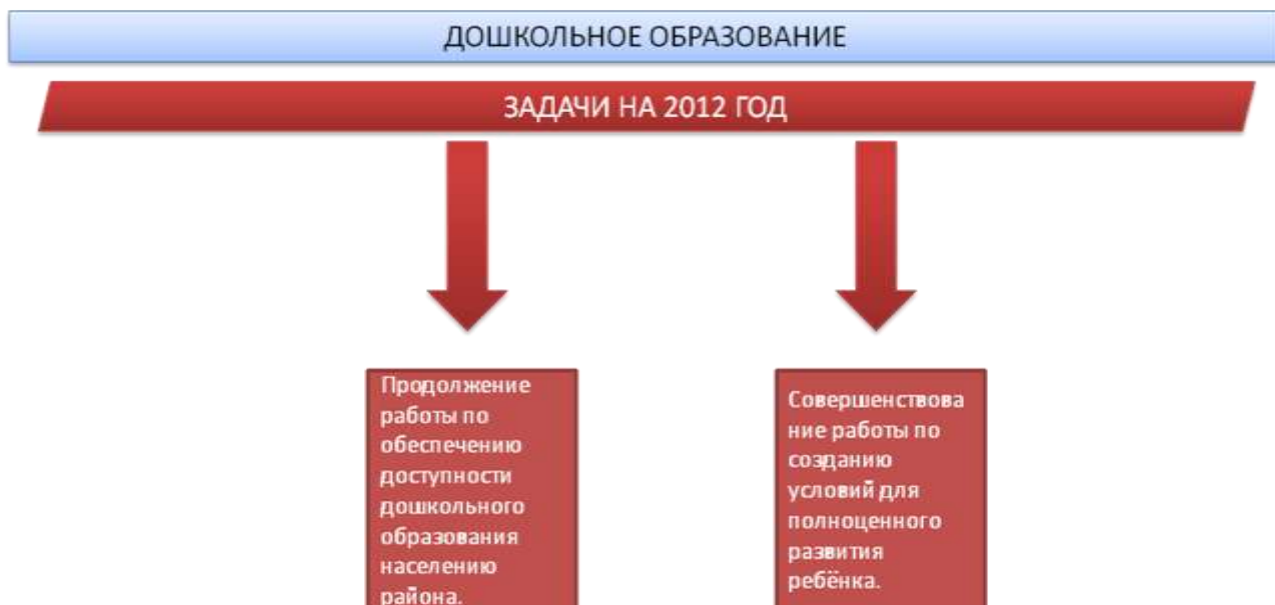 ДОШКОЛЬНОЕ ОБРАЗОВАНИЕ
ЗАДАЧИ НА 2012 ГОД
Продолжение
работы по
обеспечению
доступности
дошкольного
образования
населению
района.
Совершенствова
ние работы по
созданию
условий для
полноценного
развития
ребёнка.